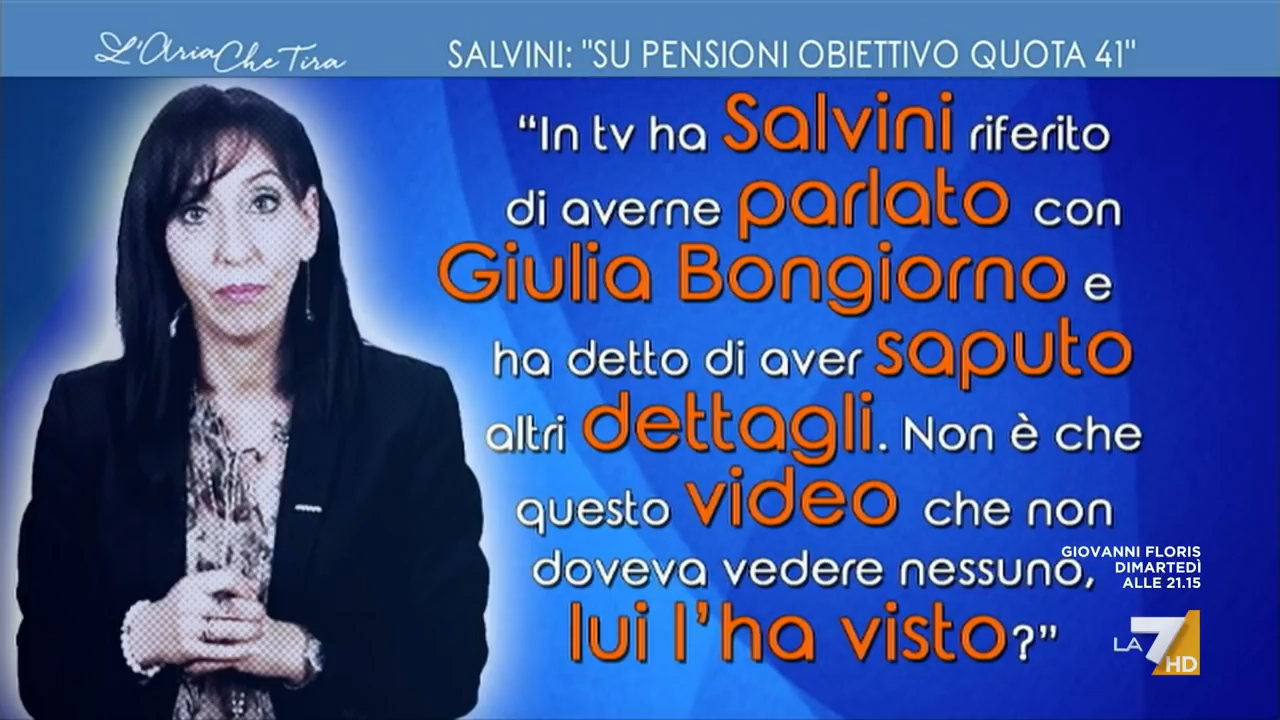 L'Aria Che Tira
SALVINI: "SU PENSIONI OBIETTIVO QUOTA 41"
“In tv ha Salvini riferito
di averne parlato con
Giulia Bongiorno e
ha detto di aver saputo
altri dettagli. Non è che
questo video che non
doveva vedere nessuno,
lui l’ha visto?”
GIOVANNI FLORIS
DIMARTEDÌ
ALLE 21.15
LA 7 HD